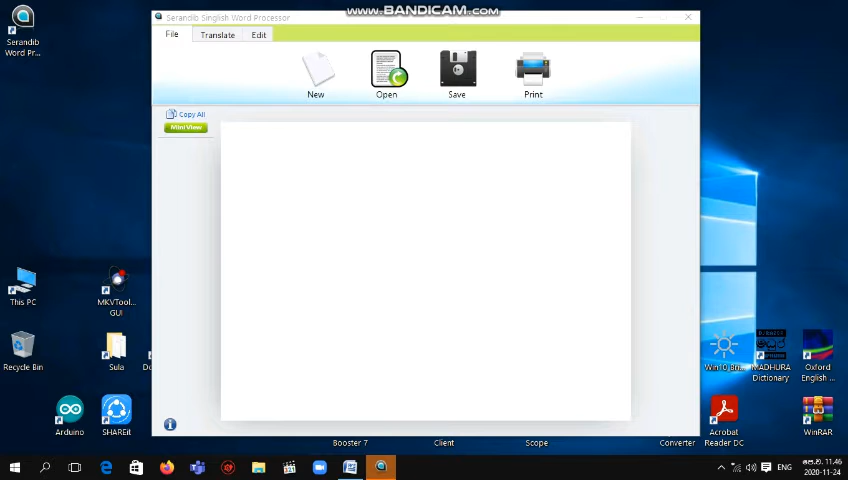 www.BANDICAM.com
Serandib Singlish Word Processor
File
Translate
Edit
New
Open
Save
Print
Copy All
Mini View
Serandib
Word Pr...
This PC
MKVTool...
GUI
Recycle Bin
Sula
Arduino
SHAREit
Booster 7
Client
Scope
Converter
Win10 Bri...
MADHURA
Dictionary
Oxford
English ...
Acrobat
Reader DC
WinRAR
ENG
පෙ.ව. 11.46
2020-11-24